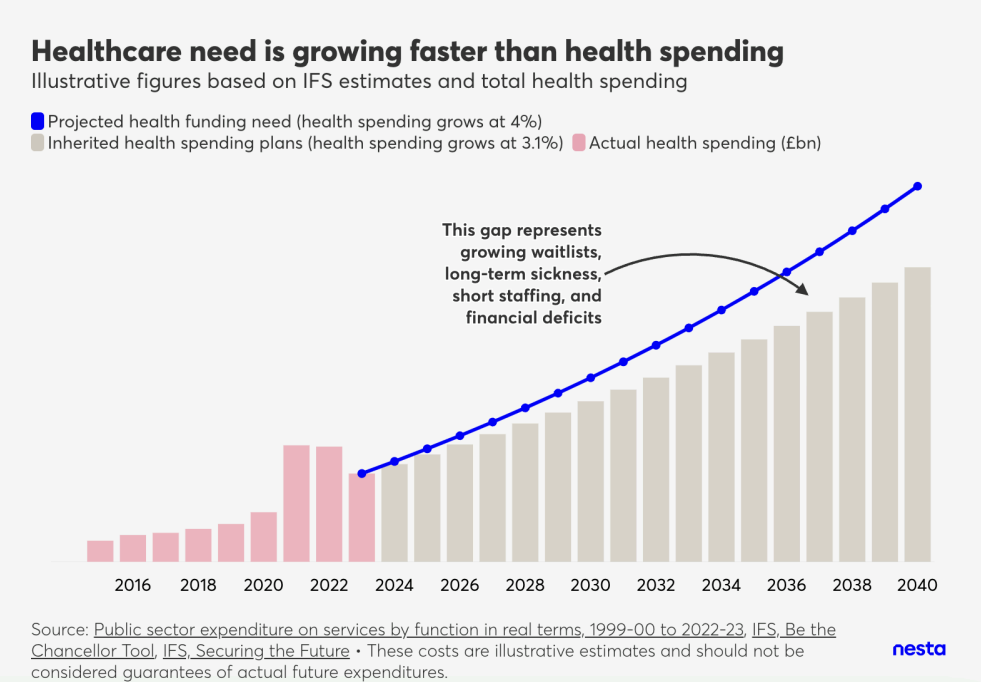 Healthcare need is growing faster than health spending
Illustrative figures based on IFS estimates and total health spending
Projected health funding need (health spending grows at 4%)
Inherited health spending plans (health spending grows at 3.1%) Actual health spending (£bn)
This gap represents
growing waitlists,
long-term sickness,
short staffing, and
financial deficits
2016 2018 2020 2022 2024 2026 2028 2030 2032 2034 2036 2038 2040
Source: Public sector expenditure on services by function in real terms, 1999-00 to 2022-23, IFS, Be the
Chancellor Tool, IFS, Securing the Future • These costs are illustrative estimates and should not be
considered guarantees of actual future expenditures.
nesta